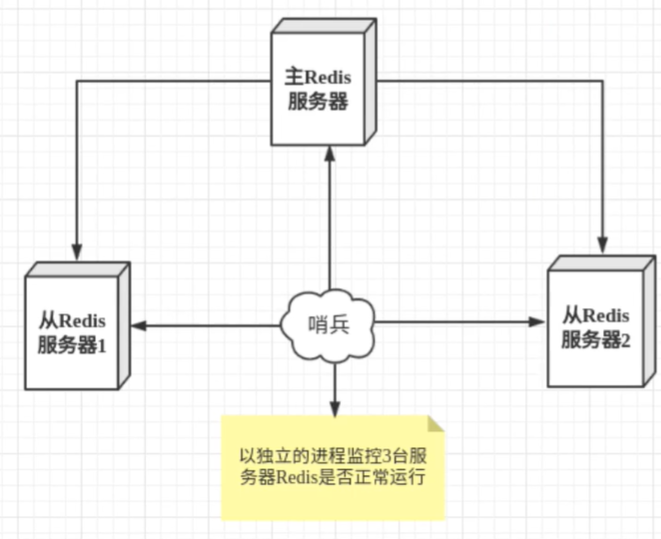 主Redis
服务器
从Redis
服务器1
哨兵
从Redis
服务器2
以独立的进程监控3台服
务器Redis是否正常运行